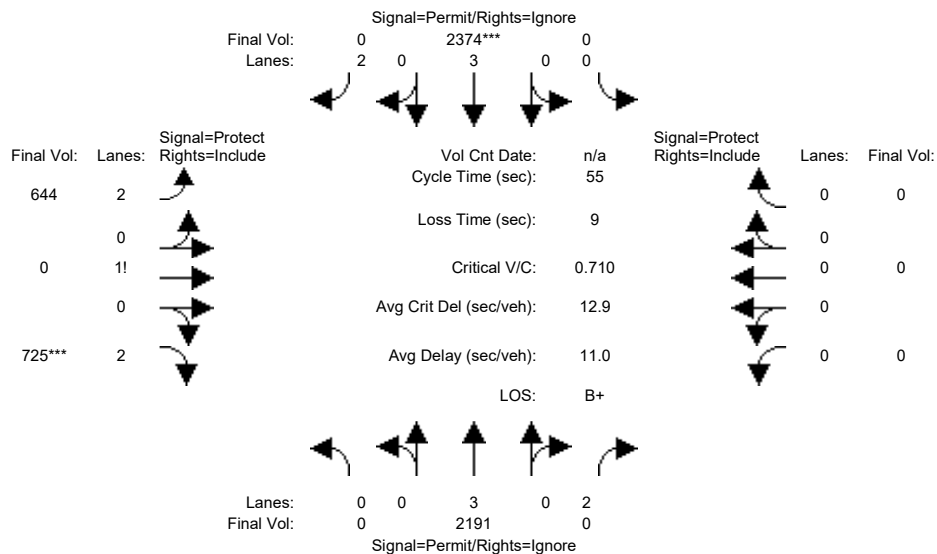 Signal=Permit/Rights=Ignore
Final Vol: 0 2374*** 0
Lanes: 2 0 3 0 0
Signal=Protect Signal=Protect
Final Vol: Lanes: Rights=Include Vol Cnt Date: n/a Rights=Include Lanes: Final Vol:
Cycle Time (sec): 55
644 2 0 0
Loss Time (sec): 9
0 0
0 1! Critical V/C: 0.710 0 0
0 Avg Crit Del (sec/veh): 12.9 0
725*** 2 Avg Delay (sec/veh): 11.0 0 0
LOS: B+
Lanes: 0 0 3 0 2
Final Vol: 0 2191 0
Signal=Permit/Rights=Ignore